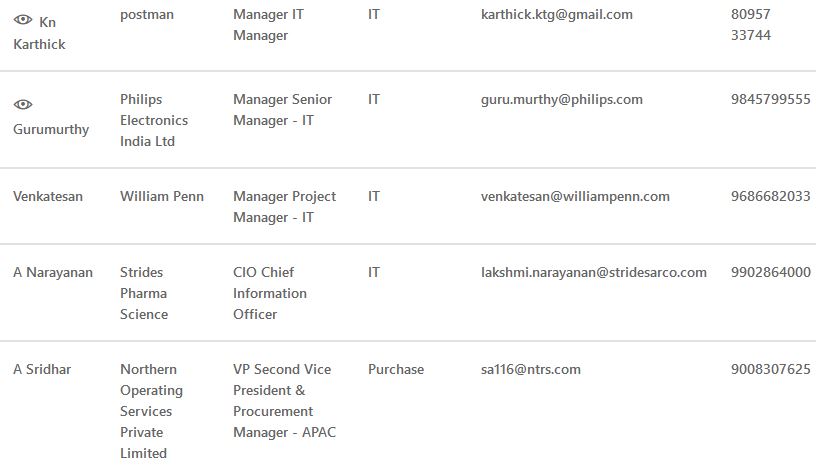 Kn Karthick postman Manager IT Manager IT karthick.ktg@gmail.com 80957 33744
Gurumurthy Philips Electronics India Ltd Manager Senior Manager - IT IT guru.murthy@philips.com 9845799555
Venkatesan William Penn Manager Project Manager - IT IT venkatesan@williampenn.com 9686682033
A Narayanan Strides Pharma Science CIO Chief Information Officer IT lakshmi.narayanan@stridesarco.com 9902864000
A Sridhar Northern Operating Services Private Limited VP Second Vice President & Procurement Manager - APAC Purchase sa116@ntrs.com 9008307625